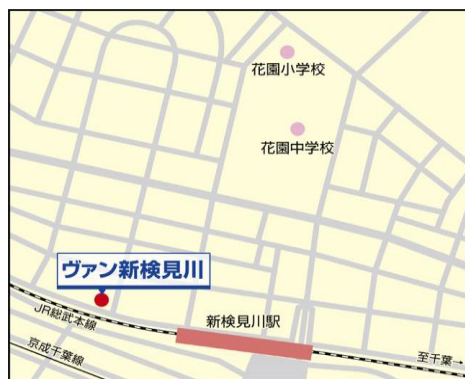 花園小学校
花園中学校
ヴァン新検見川
新検見川駅
JR総武本線
京成千葉線
至千葉→